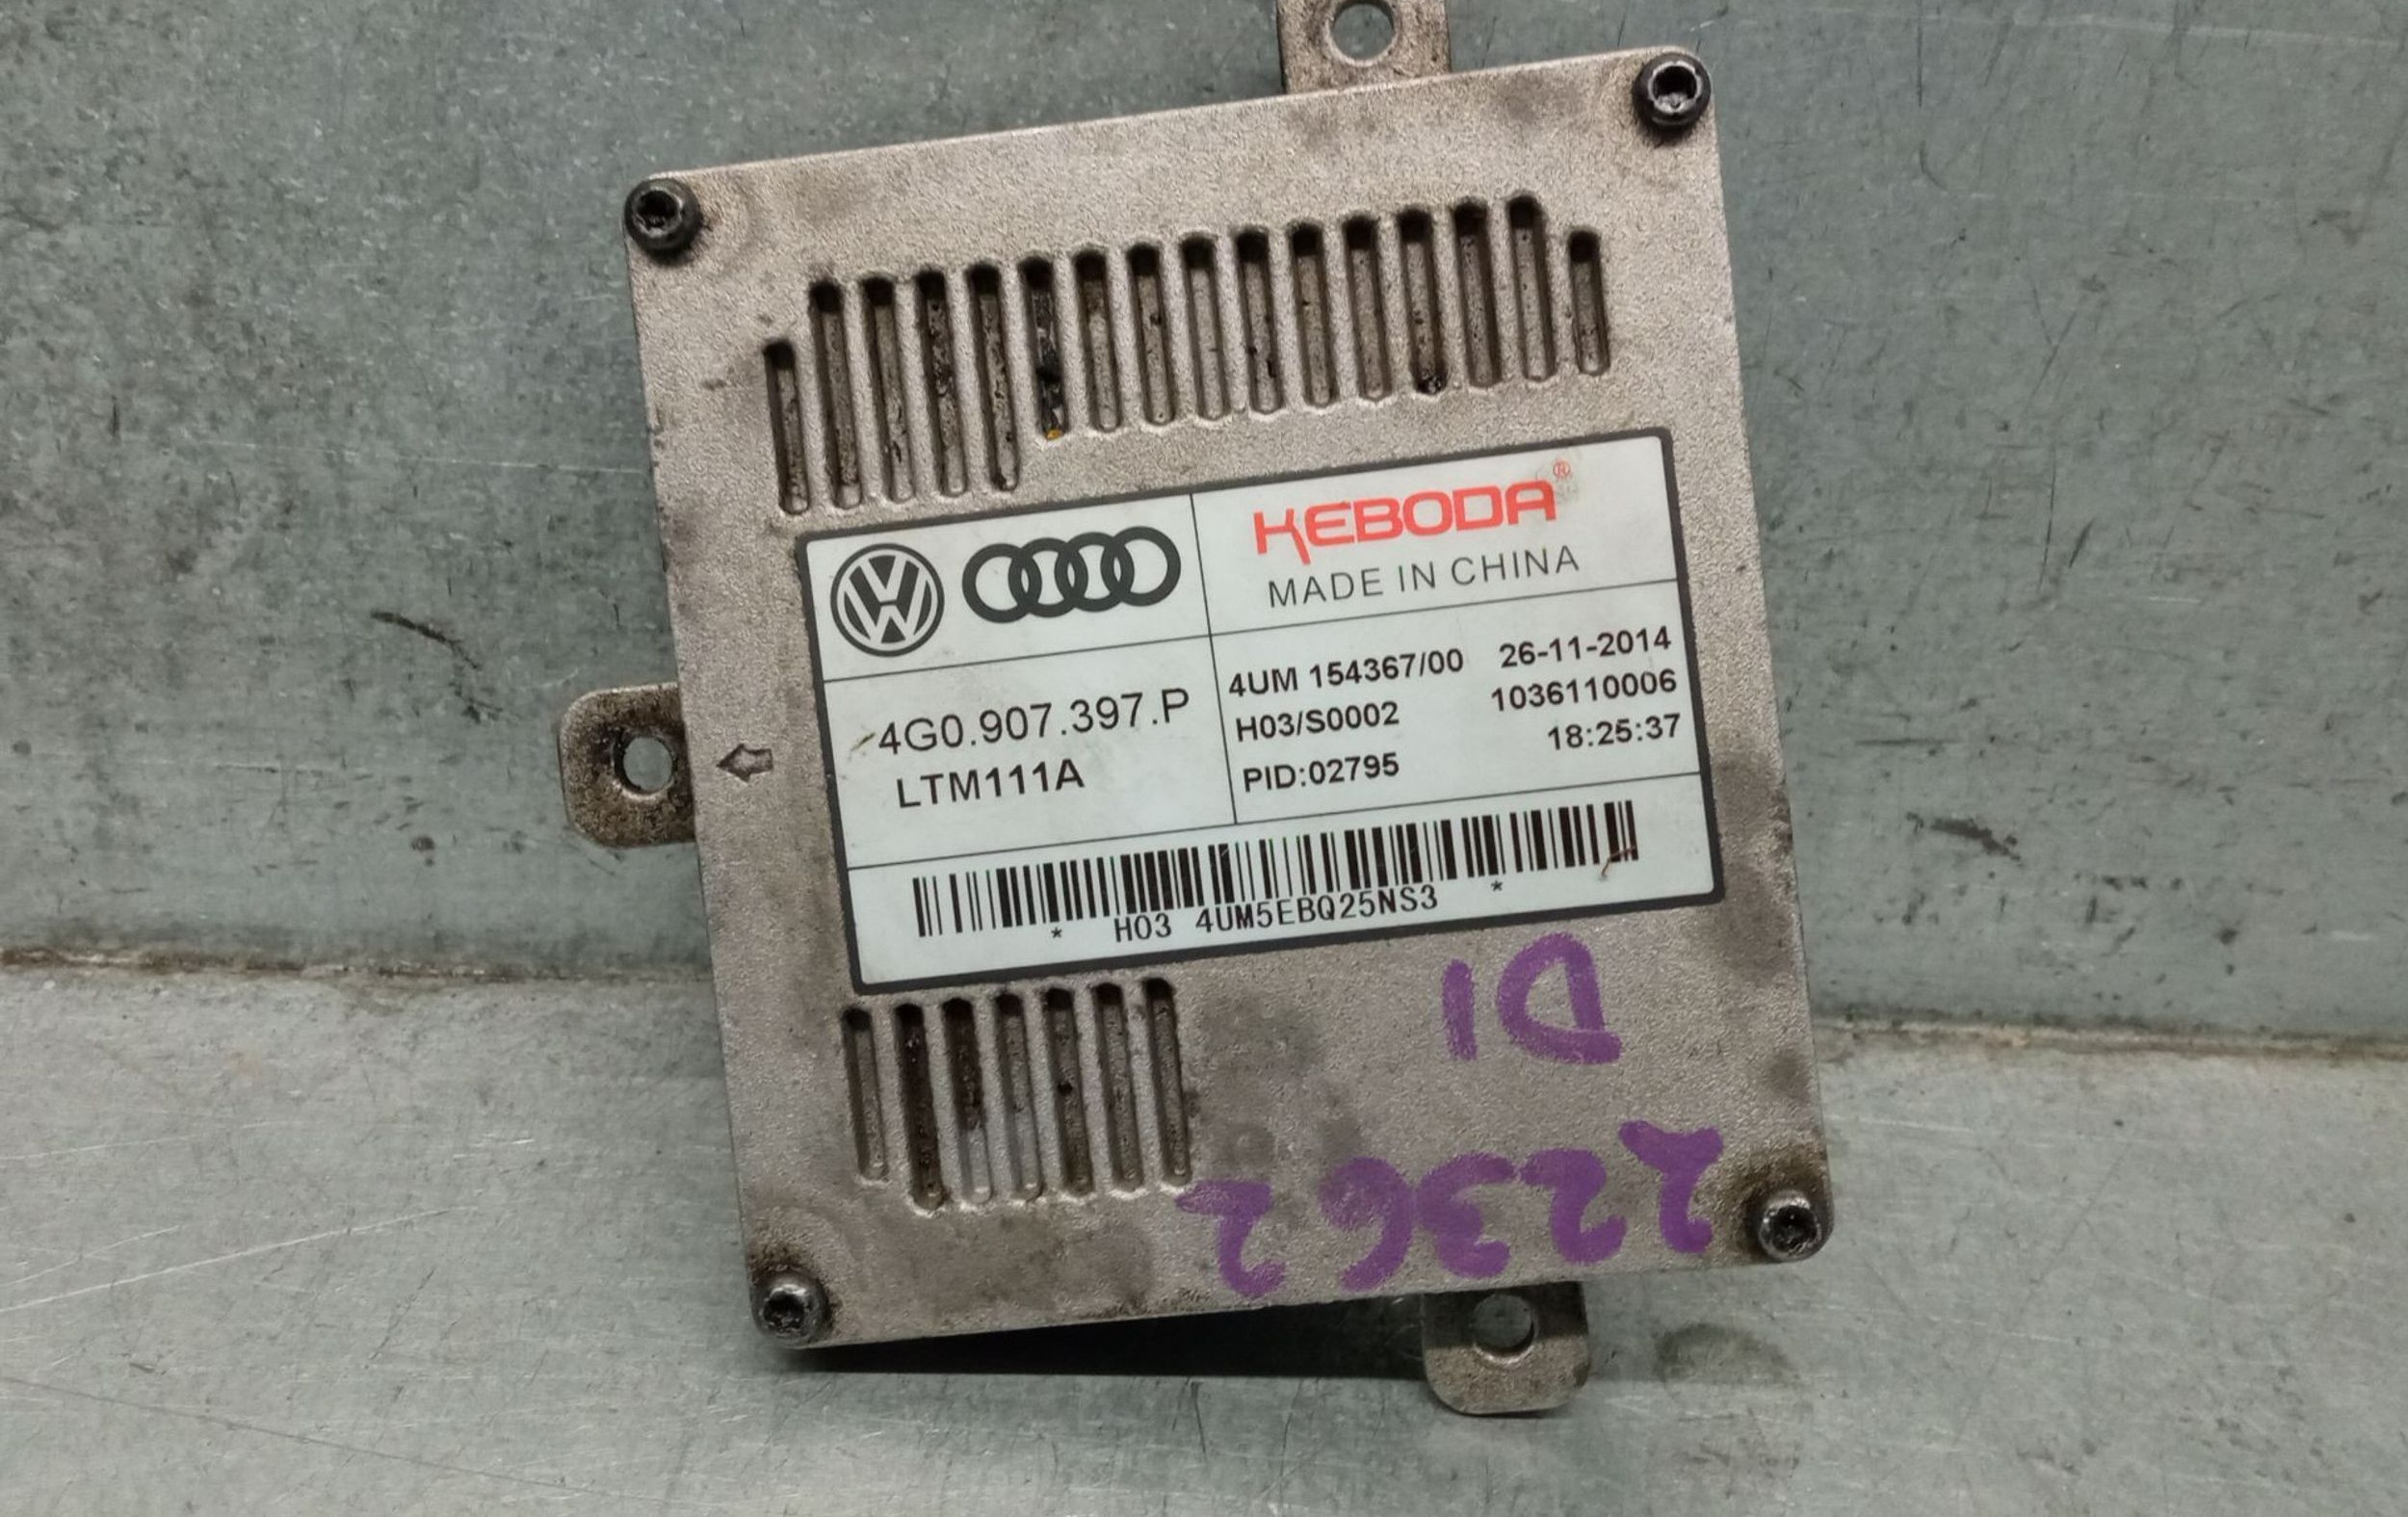 KEBODA®
MADE IN CHINA
4G0.907.397.P
LTM111A
4UM 154367/00 26-11-2014
H03/S0002 1036110006
PID:02795 18:25:37
* H03 4UM5EBQ25NS3 *
22362
DI